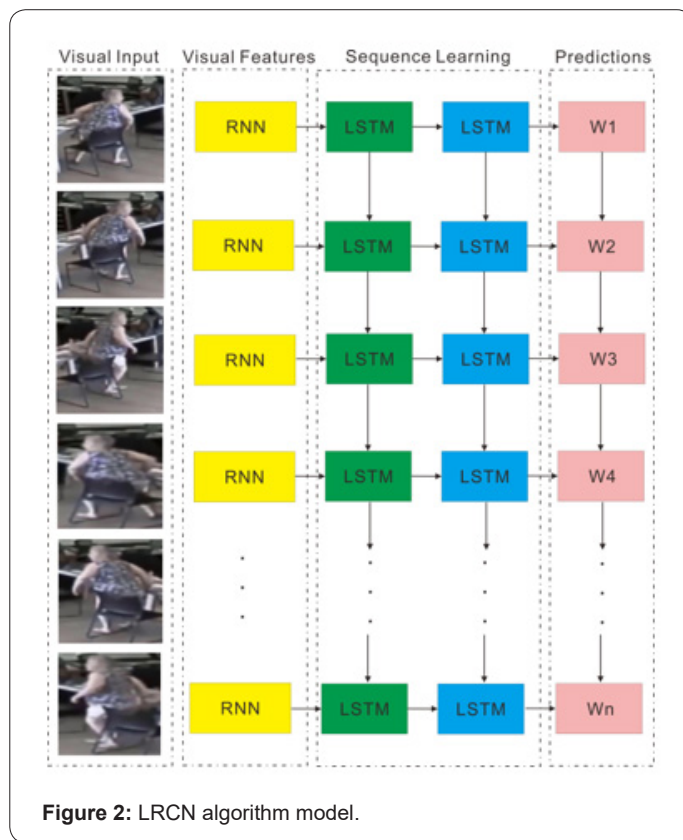 Visual Input Visual Features Sequence Learning Predictions
RNN LSTM LSTM W1
RNN LSTM LSTM W2
RNN LSTM LSTM W3
RNN LSTM LSTM W4
RNN LSTM LSTM Wn
Figure 2: LRCN algorithm model.